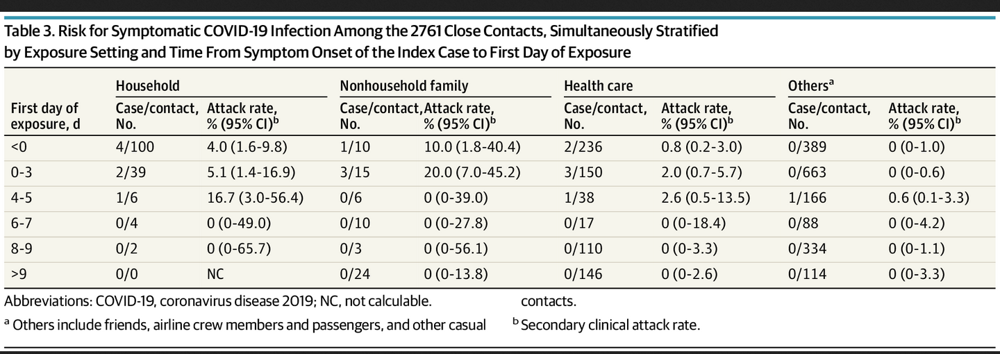 Table 3. Risk for Symptomatic COVID-19 Infection Among the 2761 Close Contacts, Simultaneously Stratified
by Exposure Setting and Time From Symptom Onset of the Index Case to First Day of Exposure
Household Nonhousehold family Health care Others^a
First day of Case/contact, Attack rate, Case/contact, Attack rate, Case/contact, Attack rate, Case/contact, Attack rate,
exposure, d No. % (95% CI)^b No. % (95% CI)^b No. % (95% CI)^b No. % (95% CI)^b
<0 4/100 4.0 (1.6-9.8) 1/10 10.0 (1.8-40.4) 2/236 0.8 (0.2-3.0) 0/389 0 (0-1.0)
0-3 2/39 5.1 (1.4-16.9) 3/15 20.0 (7.0-45.2) 3/150 2.0 (0.7-5.7) 0/663 0 (0-0.6)
4-5 1/6 16.7 (3.0-56.4) 0/6 0 (0-39.0) 1/38 2.6 (0.5-13.5) 1/166 0.6 (0.1-3.3)
6-7 0/4 0 (0-49.0) 0/10 0 (0-27.8) 0/17 0 (0-18.4) 0/88 0 (0-4.2)
8-9 0/2 0 (0-65.7) 0/3 0 (0-56.1) 0/110 0 (0-3.3) 0/334 0 (0-1.1)
>9 0/0 NC 0/24 0 (0-13.8) 0/146 0 (0-2.6) 0/114 0 (0-3.3)
Abbreviations: COVID-19, coronavirus disease 2019; NC, not calculable.
^a Others include friends, airline crew members and passengers, and other casual
contacts.
^b Secondary clinical attack rate.